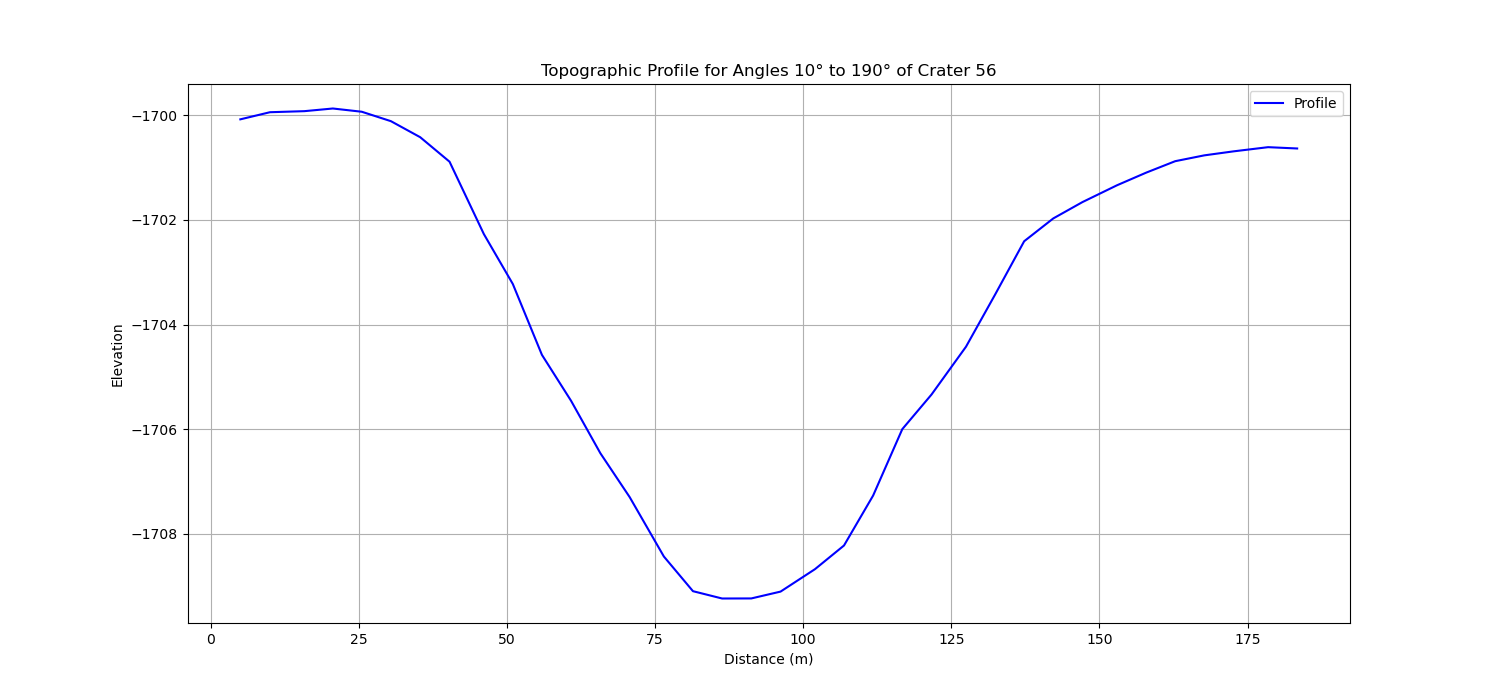 Topographic Profile for Angles 10° to 190° of Crater 56
Profile
−1700
−1702
−1704
−1706
−1708
Elevation
0 25 50 75 100 125 150 175
Distance (m)